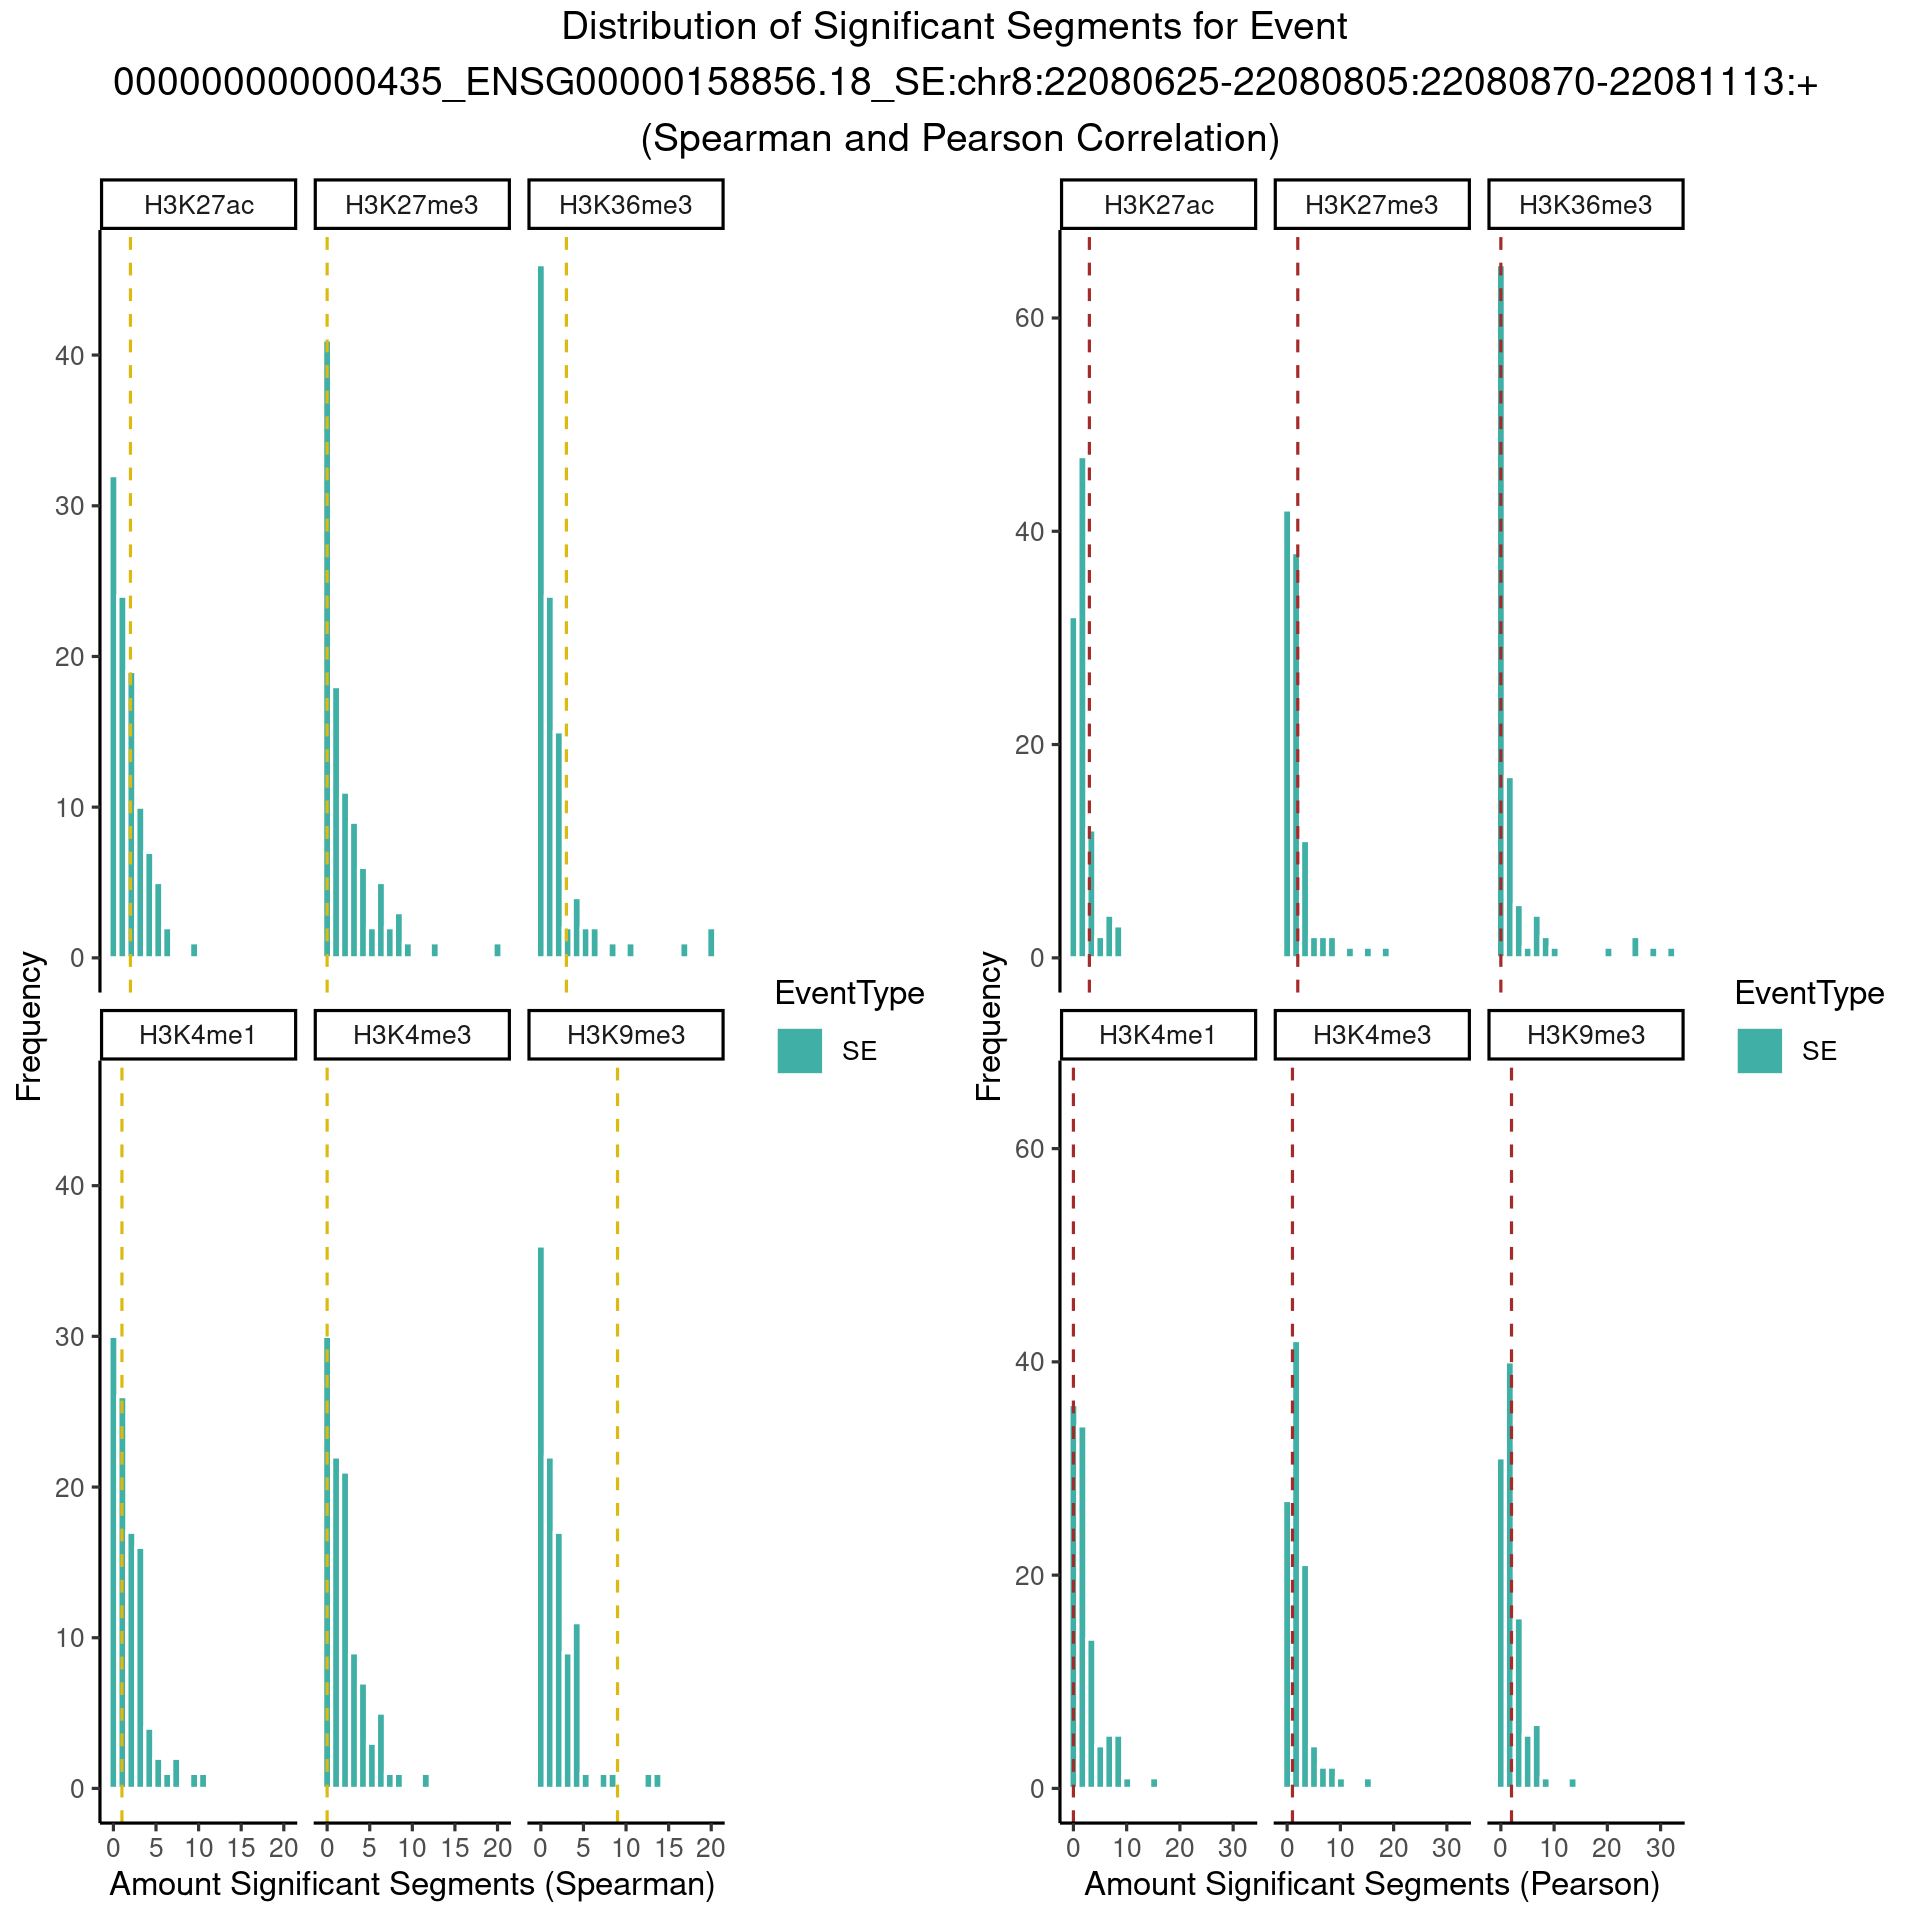 Distribution of Significant Segments for Event
000000000000435_ENSG00000158856.18_SE:chr8:22080625-22080805:22080870-22081113:+
(Spearman and Pearson Correlation)
H3K27ac H3K27me3 H3K36me3
40
30
20
10
0
H3K4me1 H3K4me3 H3K9me3
40
30
20
10
0
0 5 10 15 20 0 5 10 15 20 0 5 10 15 20
Frequency
Amount Significant Segments (Spearman)
EventType
SE
H3K27ac H3K27me3 H3K36me3
60
40
20
0
H3K4me1 H3K4me3 H3K9me3
60
40
20
0
0 10 20 30 0 10 20 30 0 10 20 30
Frequency
Amount Significant Segments (Pearson)
EventType
SE